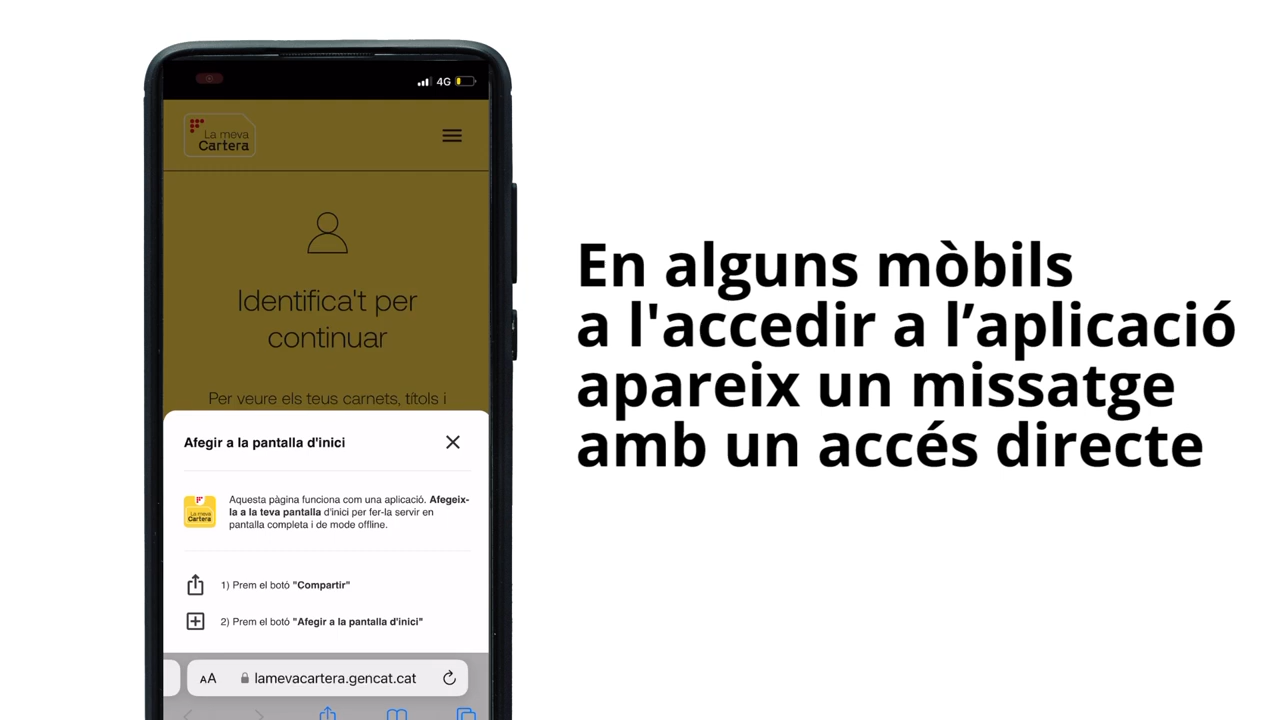 4G
La meva
Cartera
Identifica't per
continuar
Per veure els teus carnets, títols i
Afegir a la pantalla d'inici
La meva
Cartera
Aquesta pàgina funciona com una aplicació. Afegeix-
la a la teva pantalla d'inici per fer-la servir en
pantalla completa i de mode offline.
1) Prem el botó "Compartir"
2) Prem el botó "Afegir a la pantalla d'inici"
AA lamevacartera.gencat.cat
En alguns mòbils
a l'accedir a l’aplicació
apareix un missatge
amb un accés directe